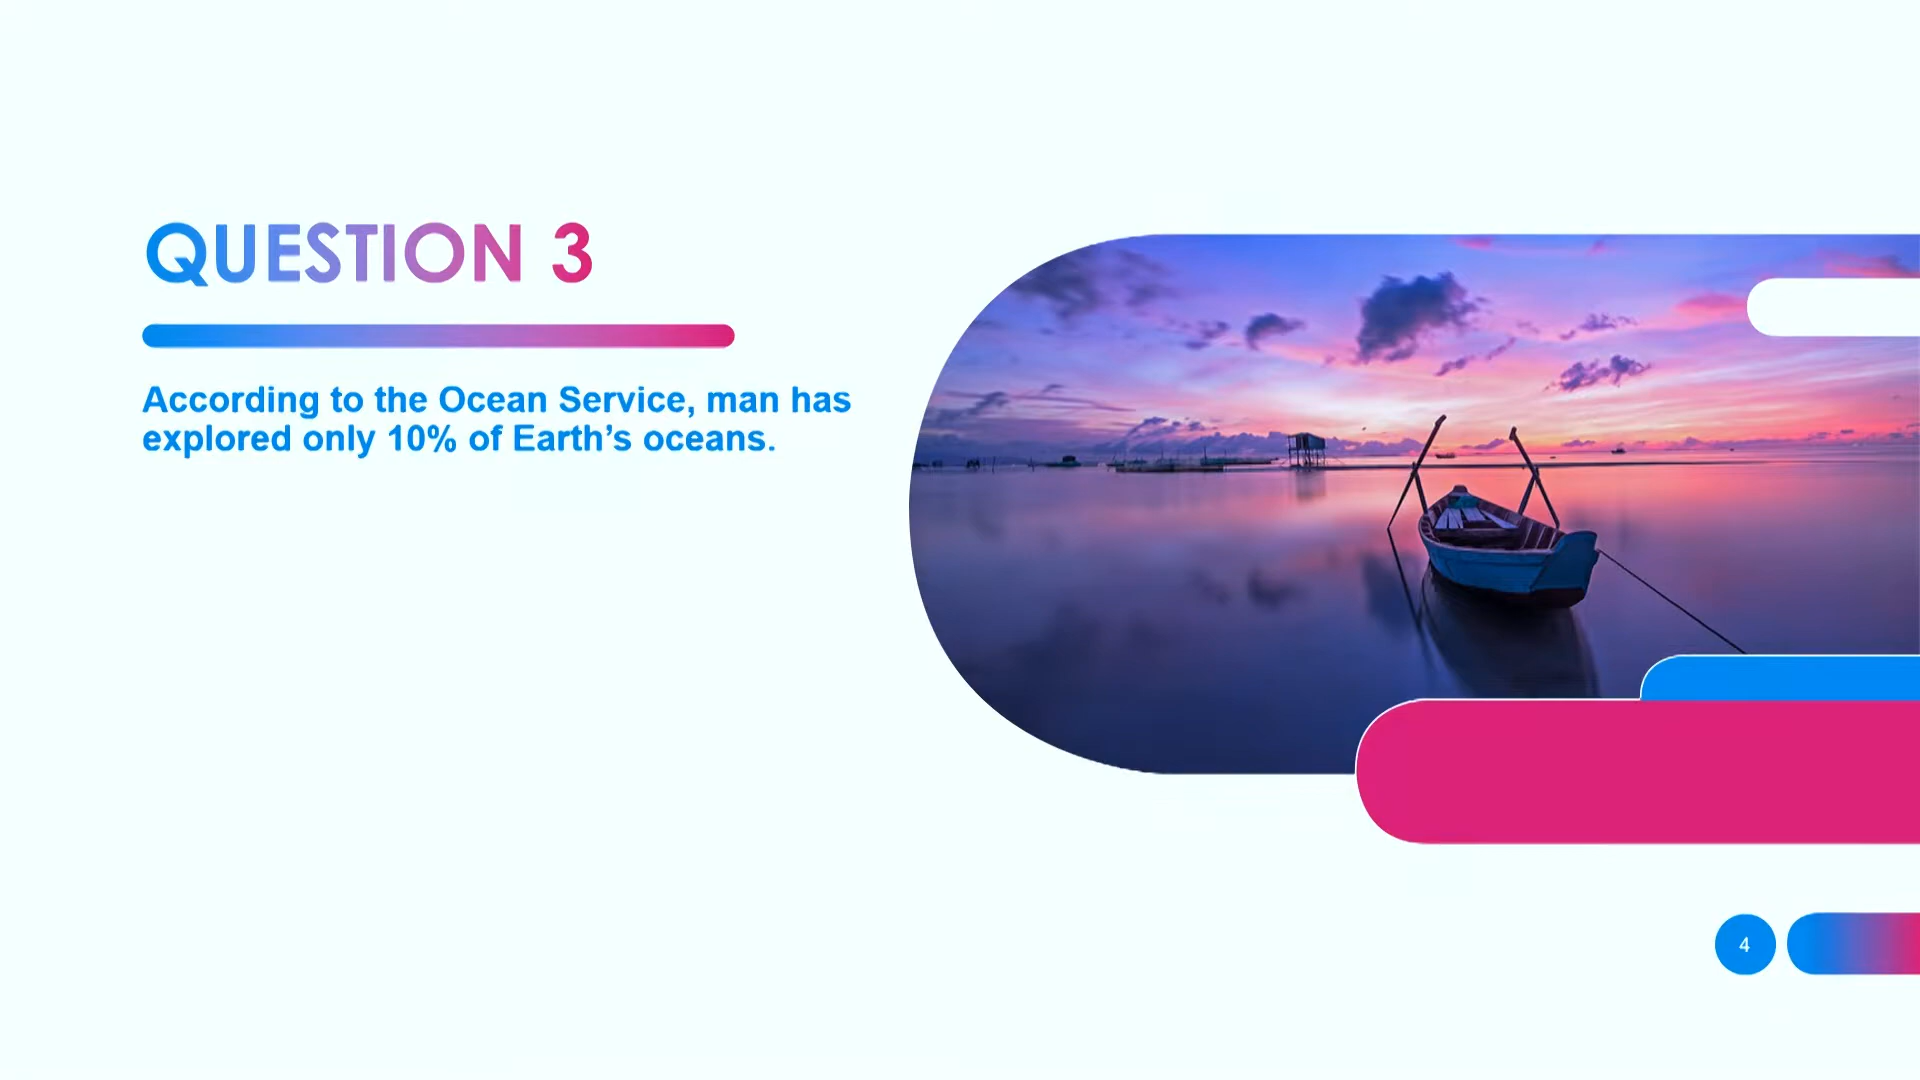 QUESTION 3
According to the Ocean Service, man has
explored only 10% of Earth’s oceans.
4